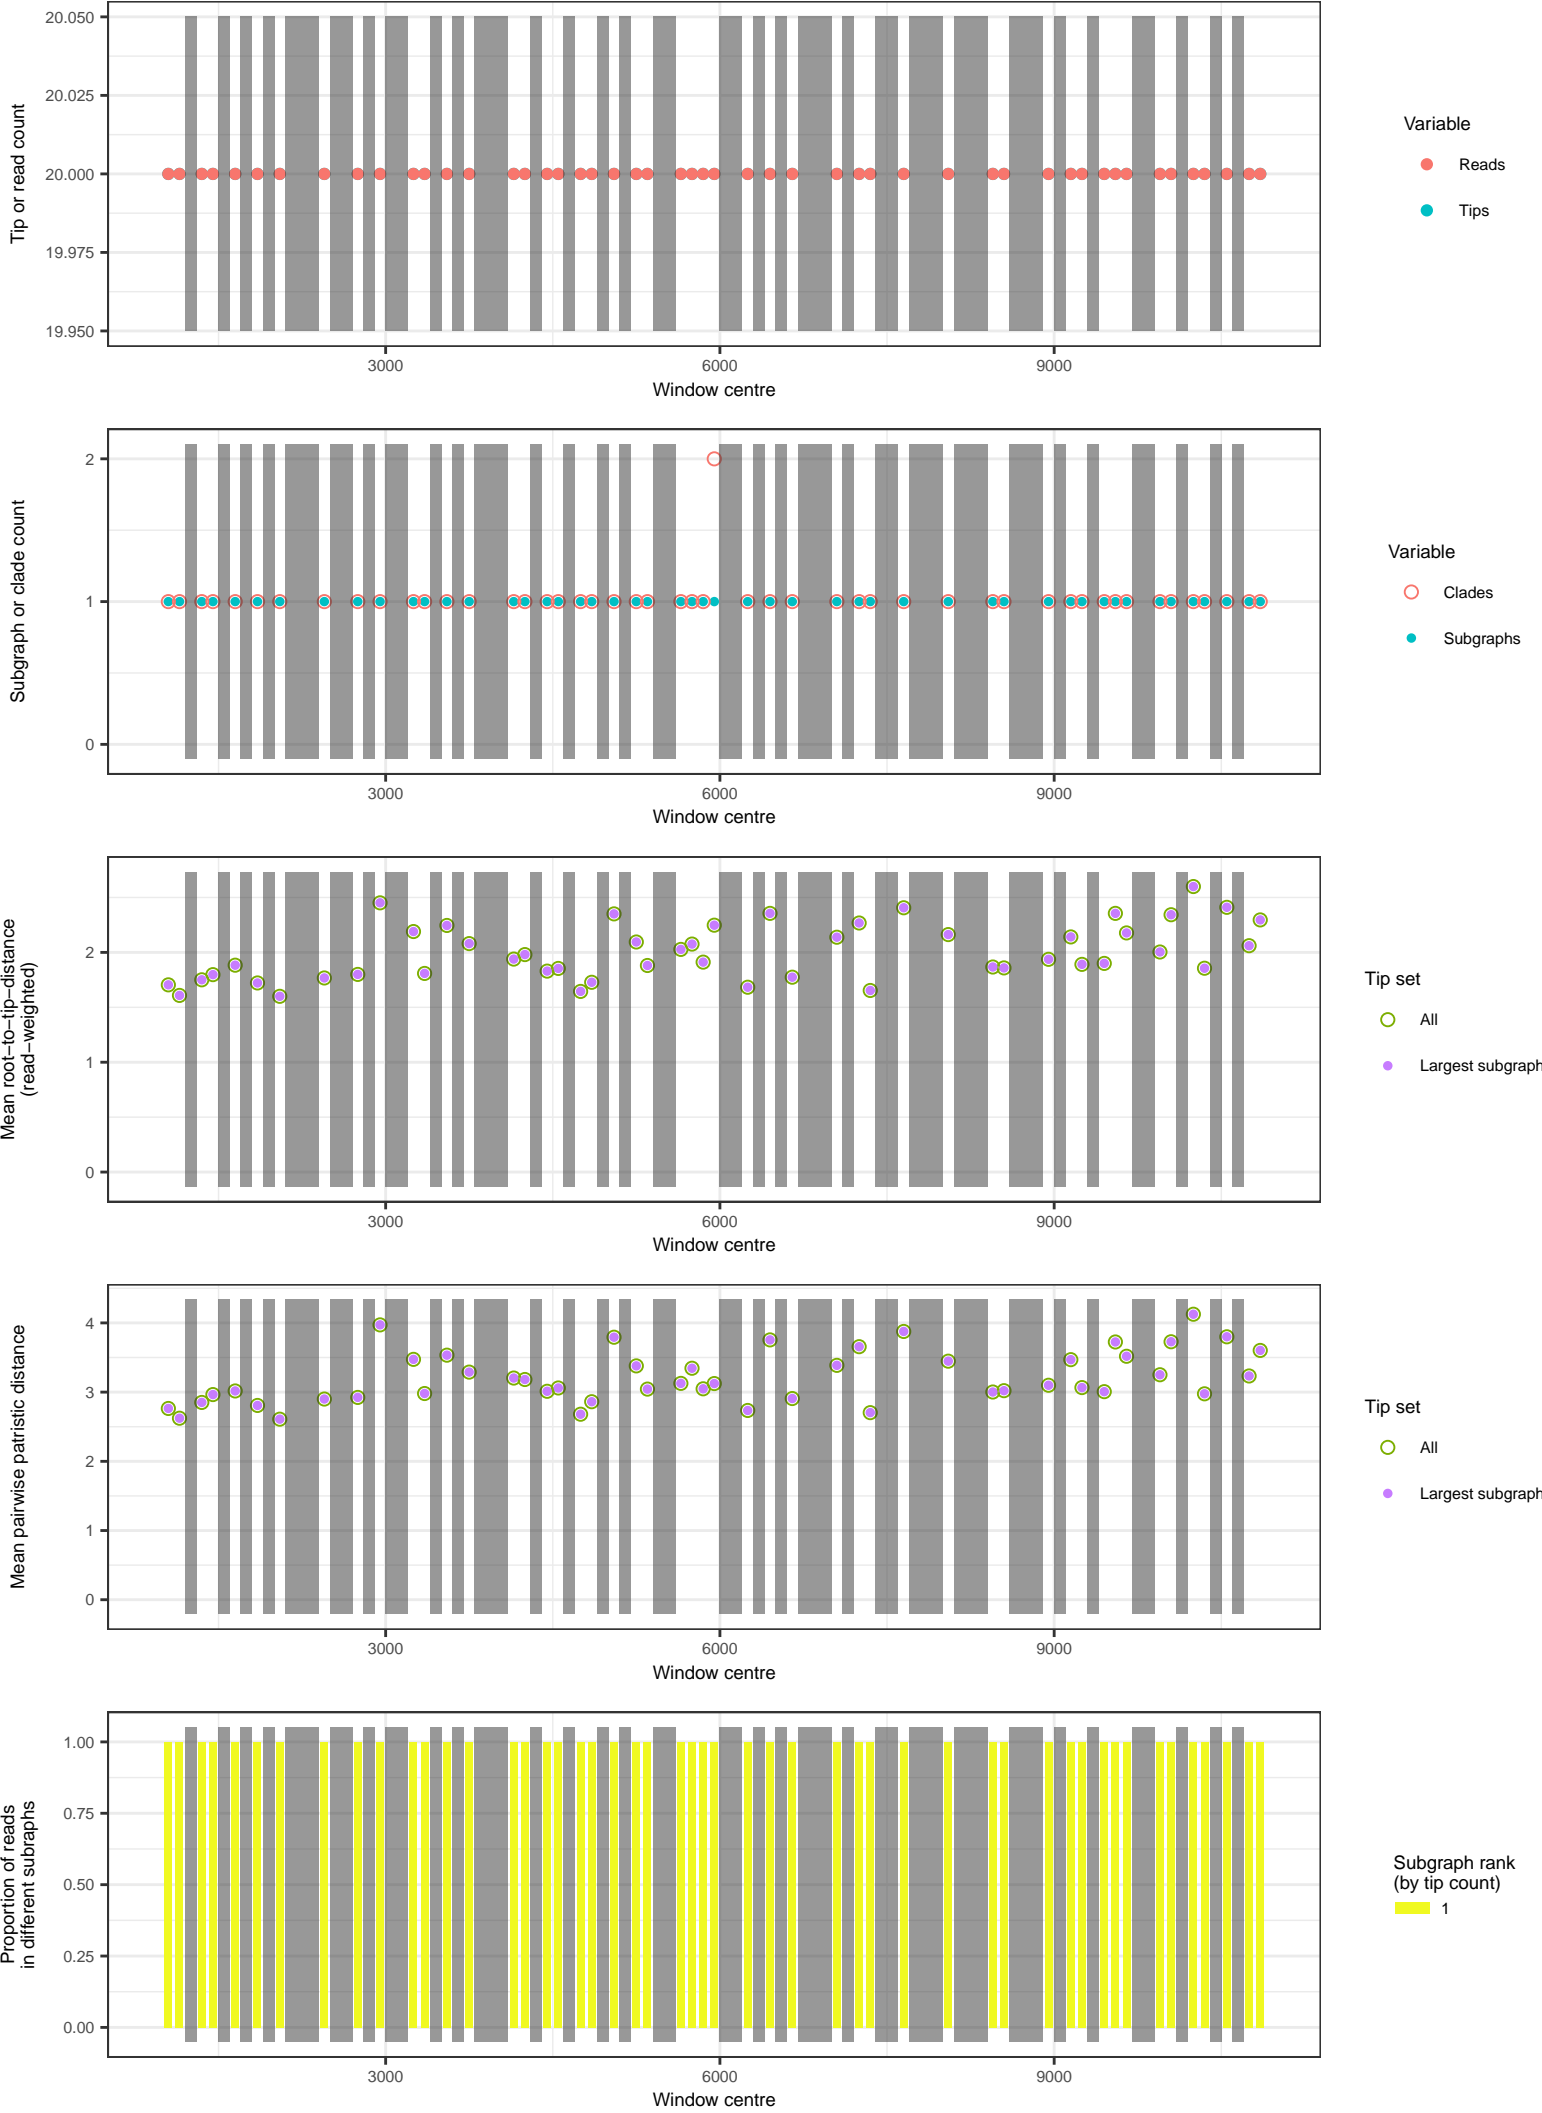 20.050
20.025
20.000
19.975
19.950
Tip or read count
3000
6000
9000
Window centre
Variable
Reads
Tips
2
1
0
Subgraph or clade count
3000
6000
9000
Window centre
Variable
Clades
Subgraphs
2
1
0
Mean root−to−tip−distance
(read−weighted)
3000
6000
9000
Window centre
Tip set
All
Largest subgraph
4
3
2
1
0
Mean pairwise patristic distance
3000
6000
9000
Window centre
Tip set
All
Largest subgraph
1.00
0.75
0.50
0.25
0.00
Proportion of reads
in different subraphs
3000
6000
9000
Window centre
Subgraph rank
(by tip count)
1